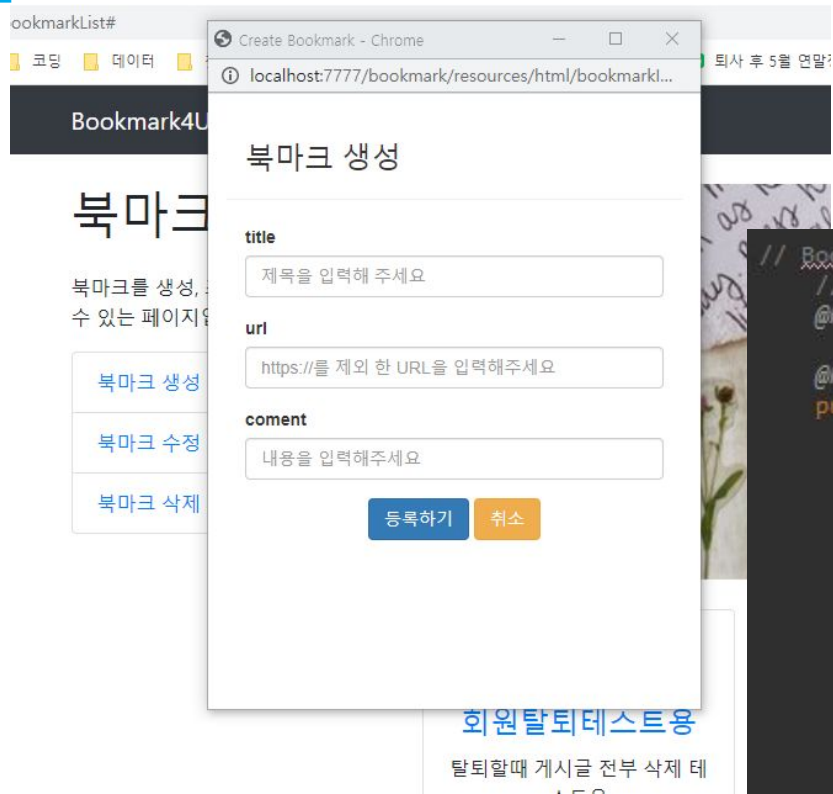 ookmarkList#
Create Bookmark - Chrome
코딩
데이터
퇴사 후 5월 연말
localhost:7777/bookmark/resources/html/bookmarkI...
Bookmark4U
북마크 생성
북마크
title
제목을 입력해 주세요
북마크를 생성,
수 있는 페이지
url
https://를 제외 한 URL을 입력해주세요
북마크 생성
coment
내용을 입력해주세요
북마크 수정
북마크 삭제
등록하기 취소
// Boo
//
@
@
p
회원탈퇴테스트용
탈퇴할때 게시글 전부 삭제 테